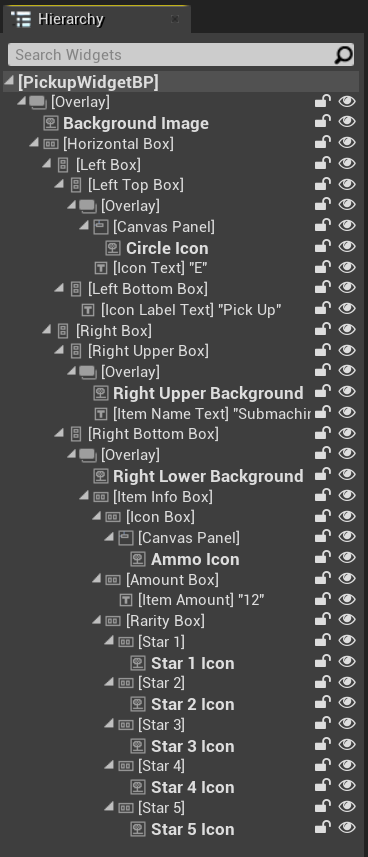 Hierarchy
Search Widgets
[PickupWidgetBP]
[Overlay]
Background Image
[Horizontal Box]
[Left Box]
[Left Top Box]
[Overlay]
[Canvas Panel]
Circle Icon
[Icon Text] "E"
[Left Bottom Box]
[Icon Label Text] "Pick Up"
[Right Box]
[Right Upper Box]
[Overlay]
Right Upper Background
[Item Name Text] "Submachin
[Right Bottom Box]
[Overlay]
Right Lower Background
[Item Info Box]
[Icon Box]
[Canvas Panel]
Ammo Icon
[Amount Box]
[Item Amount] "12"
[Rarity Box]
[Star 1]
Star 1 Icon
[Star 2]
Star 2 Icon
[Star 3]
Star 3 Icon
[Star 4]
Star 4 Icon
[Star 5]
Star 5 Icon